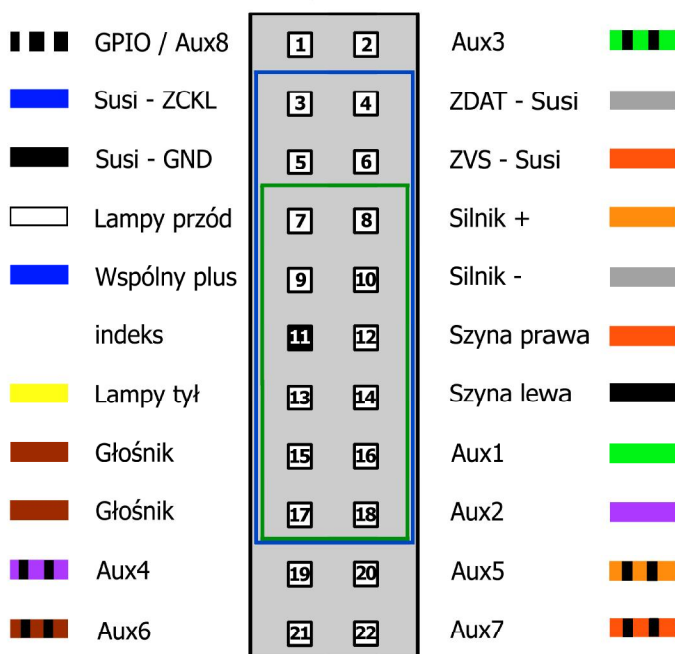 GPIO / Aux8 1 2 Aux3
Susi - ZCKL 3 4 ZDAT - Susi
Susi - GND 5 6 ZVS - Susi
Lampy przód 7 8 Silnik +
Wspólny plus 9 10 Silnik -
indeks 11 12 Szyna prawa
Lampy tył 13 14 Szyna lewa
Głośnik 15 16 Aux1
Głośnik 17 18 Aux2
Aux4 19 20 Aux5
Aux6 21 22 Aux7